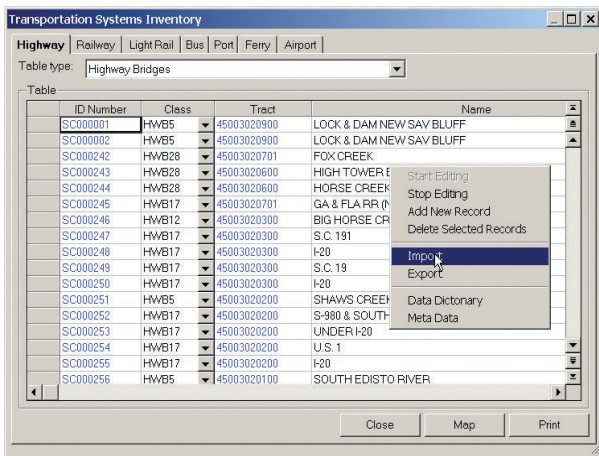 Transportation Systems Inventory
Highway Railway Light Rail Bus Port Ferry Airport
Table type: Highway Bridges
Table
ID Number Class Tract Name
SC000001 HWB5 45003020900 LOCK & DAM NEW SAV BLUFF
SC000002 HWB5 45003020900 LOCK & DAM NEW SAV BLUFF
SC000242 HWB28 45003020701 FOX CREEK
SC000243 HWB28 45003020600 HIGH TOWER
SC000244 HWB28 45003020600 HORSE CREEK
SC000245 HWB17 45003020701 GA & FLA RR
SC000246 HWB12 45003020300 BIG HORSE CR
SC000247 HWB17 45003020300 S.C. 191
SC000248 HWB17 45003020300 I-20
SC000249 HWB17 45003020300 S.C. 19
SC000250 HWB17 45003020300 I-20
SC000251 HWB5 45003020200 SHAWS CREEK
SC000252 HWB17 45003020200 S-980 & SOUTH
SC000253 HWB17 45003020200 UNDER I-20
SC000254 HWB17 45003020200 U.S. 1
SC000255 HWB17 45003020200 I-20
SC000256 HWB5 45003020100 SOUTH EDISTO RIVER
Start Editing
Stop Editing
Add New Record
Delete Selected Records
Import
Export
Data Dictonary
Meta Data
Close Map Print